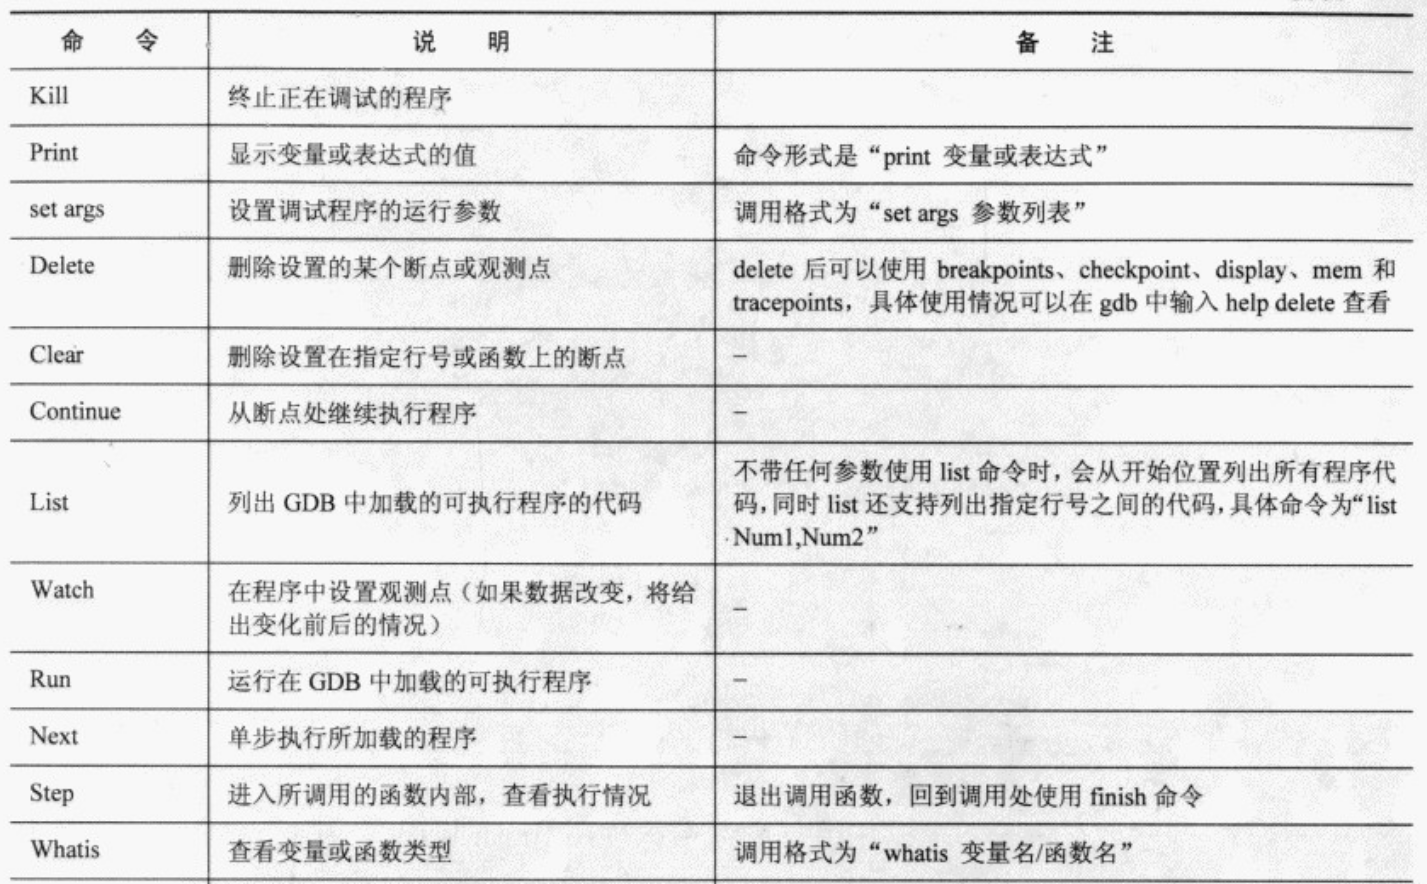 命 令 说 明 备 注
Kill 终止正在调试的程序
Print 显示变量或表达式的值 命令形式是“print 变量或表达式”
set args 设置调试程序的运行参数 调用格式为“set args 参数列表”
Delete 删除设置的某个断点或观测点 delete 后可以使用 breakpoints、checkpoint、display、mem 和
tracepoints，具体使用情况可以在 gdb 中输入 help delete 查看
Clear 删除设置在指定行号或函数上的断点 –
Continue 从断点处继续执行程序 –
List 列出 GDB 中加载的可执行程序的代码 不带任何参数使用 list 命令时，会从开始位置列出所有程序代
码，同时 list 还支持列出指定行号之间的代码，具体命令为“list
Num1,Num2”
Watch 在程序中设置观测点（如果数据改变，将给
出变化前后的情况） –
Run 运行在 GDB 中加载的可执行程序 –
Next 单步执行所加载的程序 –
Step 进入所调用的函数内部，查看执行情况 退出调用函数，回到调用处使用 finish 命令
Whatis 查看变量或函数类型 调用格式为“whatis 变量名/函数名”